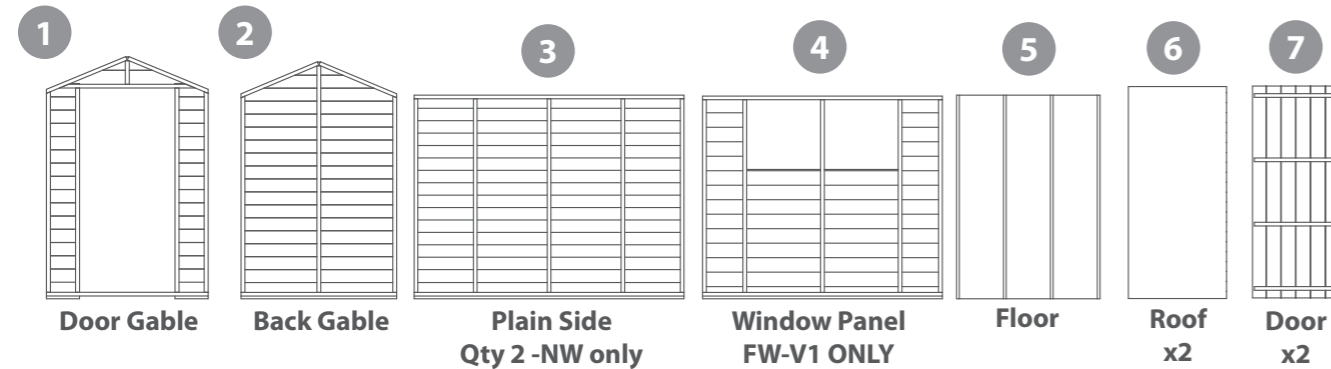 1
2
3
4
5
6
7
Door Gable
Back Gable
Plain Side
Qty 2 -NW only
Window Panel
FW-V1 ONLY
Floor
Roof
x2
Door
x2